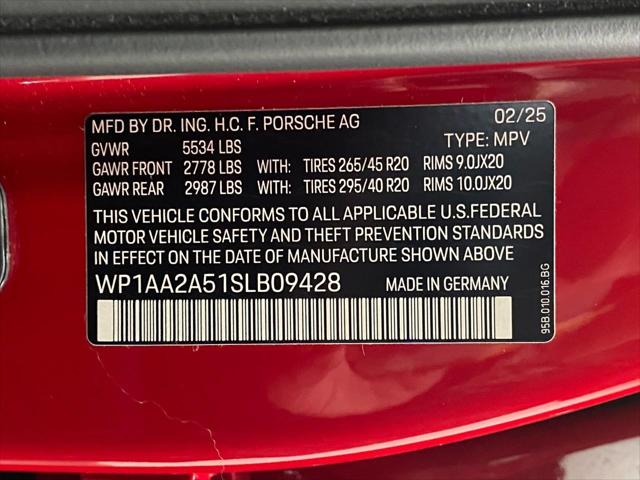 MFD BY DR. ING. H.C. F. PORSCHE AG 02/25
GVWR 5534 LBS TYPE: MPV
GAWR FRONT 2778 LBS WITH: TIRES 265/45 R20 RIMS 9.0JX20
GAWR REAR 2987 LBS WITH: TIRES 295/40 R20 RIMS 10.0JX20
THIS VEHICLE CONFORMS TO ALL APPLICABLE U.S.FEDERAL
MOTOR VEHICLE SAFETY AND THEFT PREVENTION STANDARDS
IN EFFECT ON DATE OF MANUFACTURE SHOWN ABOVE
WP1AA2A51SLB09428 MADE IN GERMANY
95B.010.016.BG